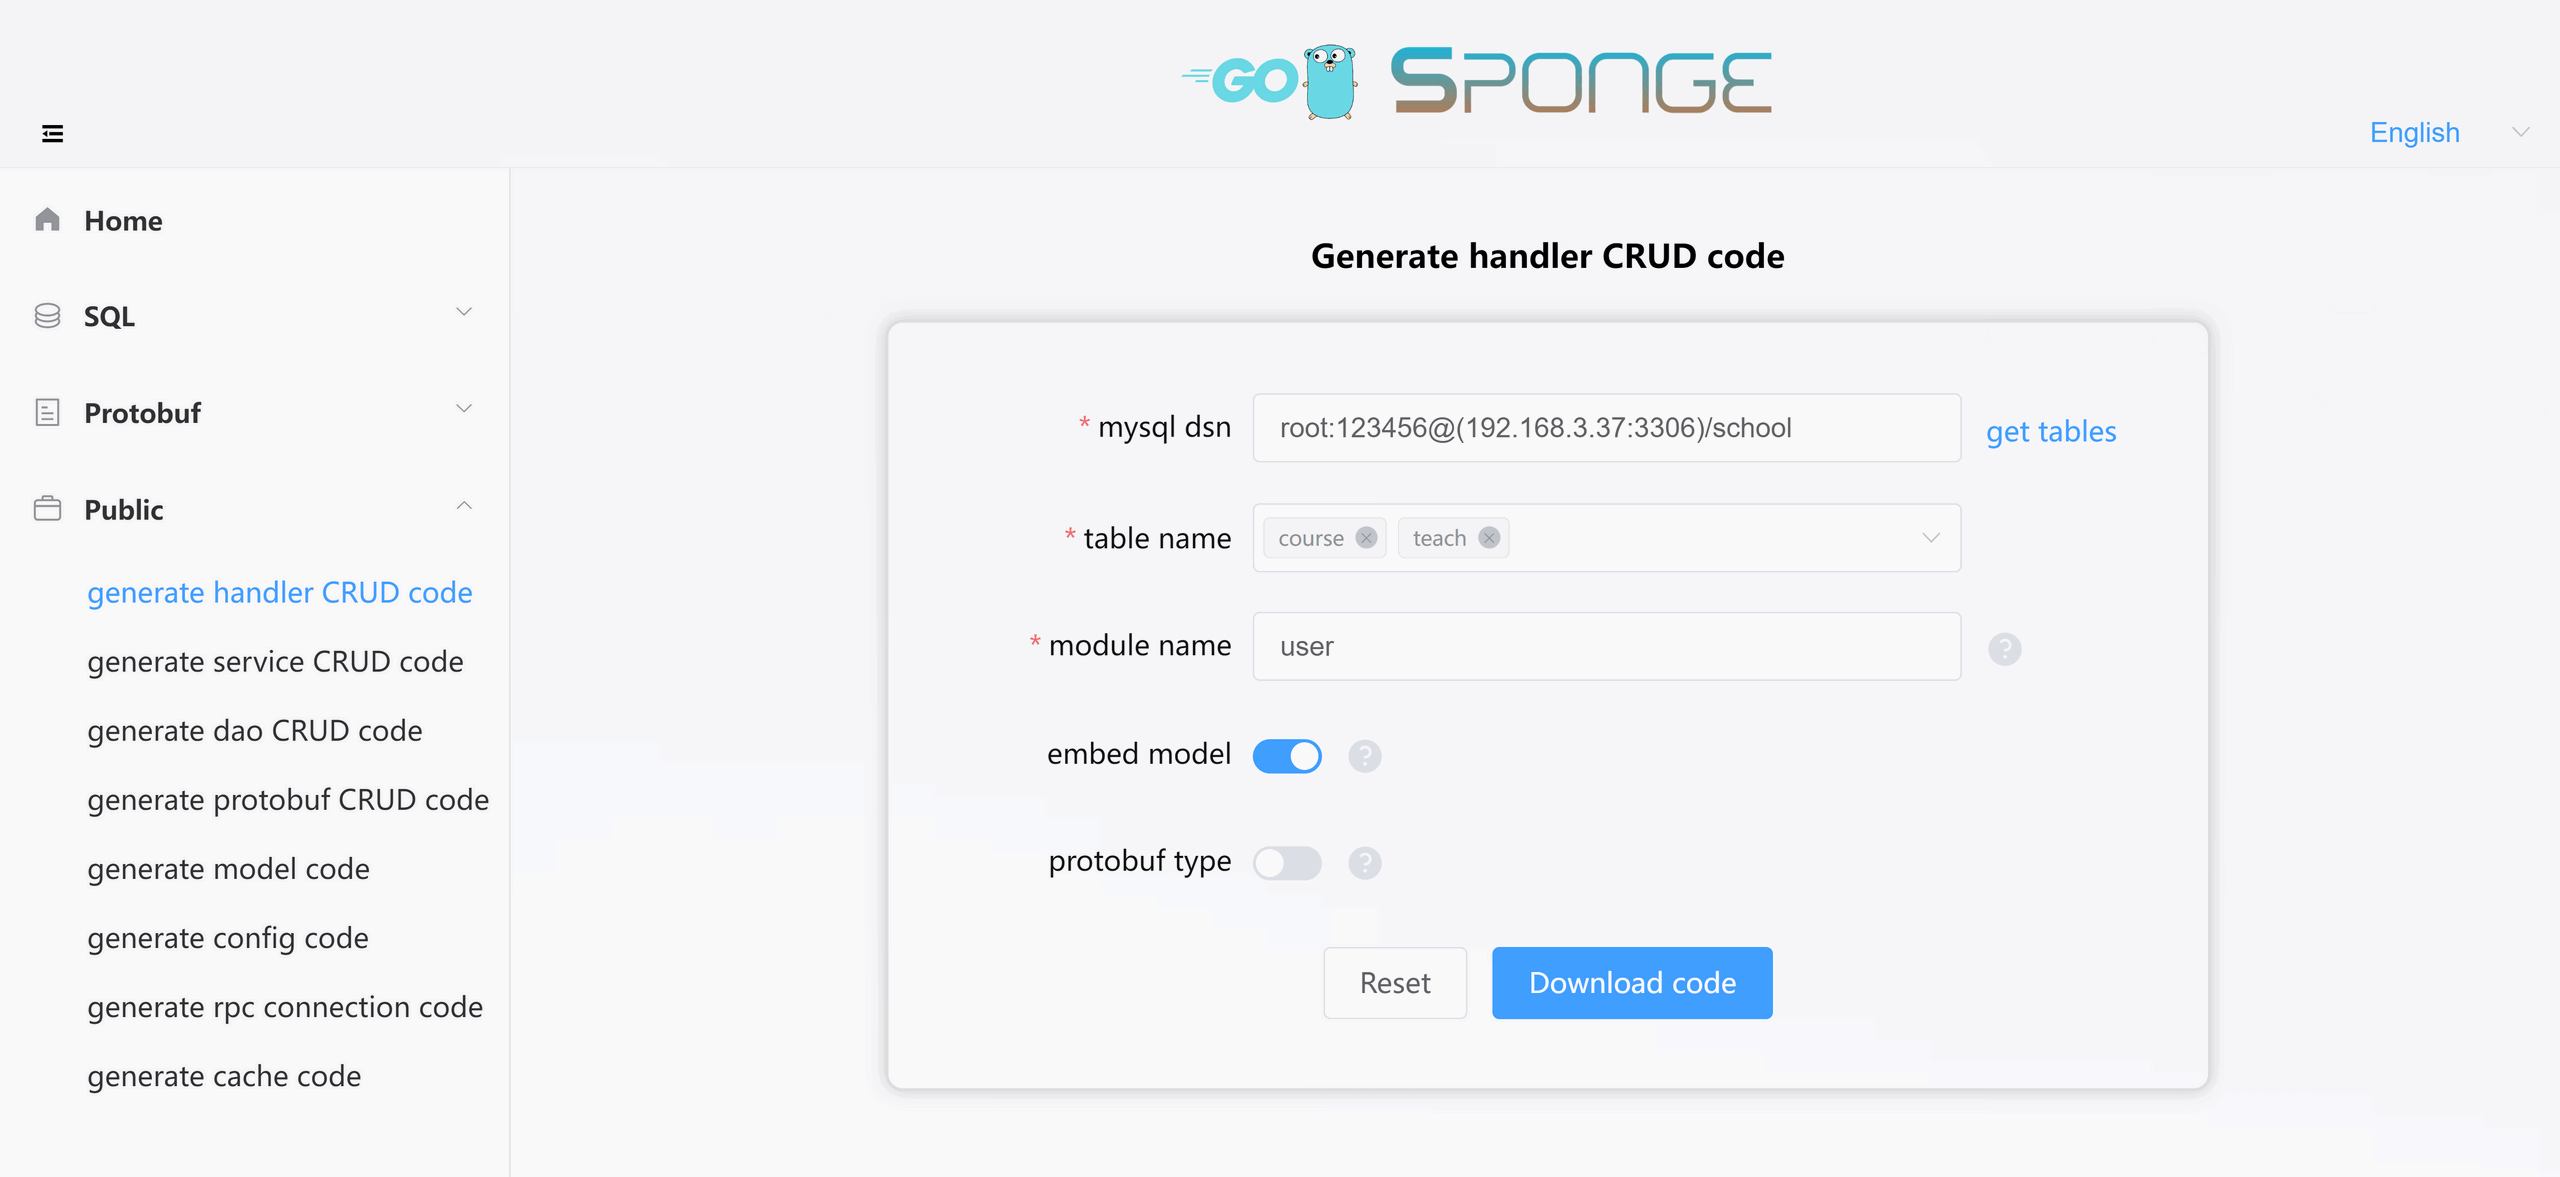 GO SPONGE
English
Home
SQL
Protobuf
Public
generate handler CRUD code
generate service CRUD code
generate dao CRUD code
generate protobuf CRUD code
generate model code
generate config code
generate rpc connection code
generate cache code
Generate handler CRUD code
* mysql dsn root:123456@(192.168.3.37:3306)/school get tables
* table name course teach
* module name user ?
embed model ?
protobuf type ?
Reset Download code